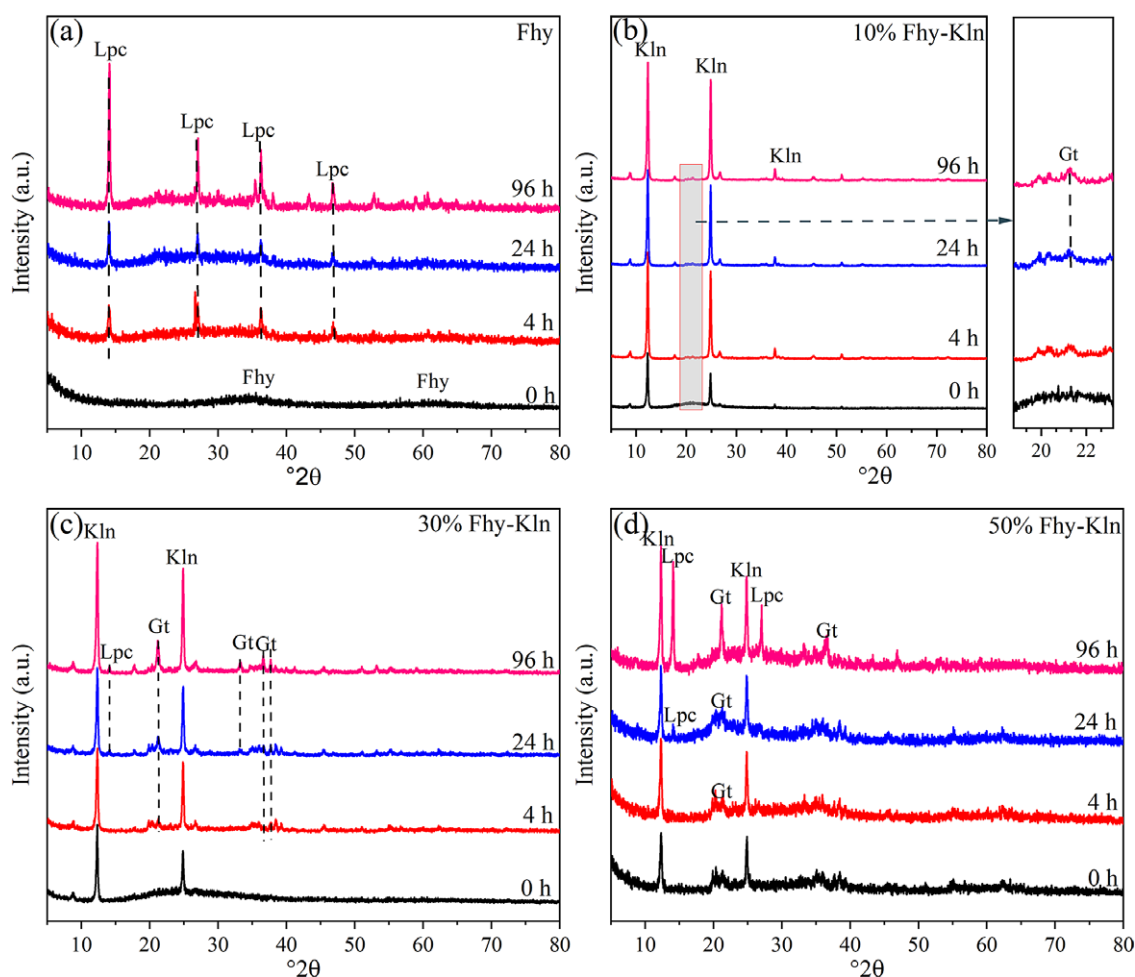 (a)
Fhy
Lpc
Lpc
Lpc
Lpc
96 h
24 h
4 h
Fhy
Fhy
0 h
Intensity (a.u.)
5 10 20 30 40 50 60 70 80
°2θ
(b)
10% Fhy-Kln
Kln
Kln
Kln
96 h
24 h
4 h
0 h
Intensity (a.u.)
10 20 30 40 50 60 70 80
°2θ
Gt
20 22
(c)
30% Fhy-Kln
Kln
Kln
Lpc
Gt
Gt
Gt
96 h
24 h
4 h
0 h
Intensity (a.u.)
10 20 30 40 50 60 70 80
°2θ
(d)
50% Fhy-Kln
Kln
Lpc
Gt
Kln
Lpc
Gt
96 h
Lpc
Gt
24 h
Gt
4 h
0 h
Intensity (a.u.)
10 20 30 40 50 60 70 80
°2θ